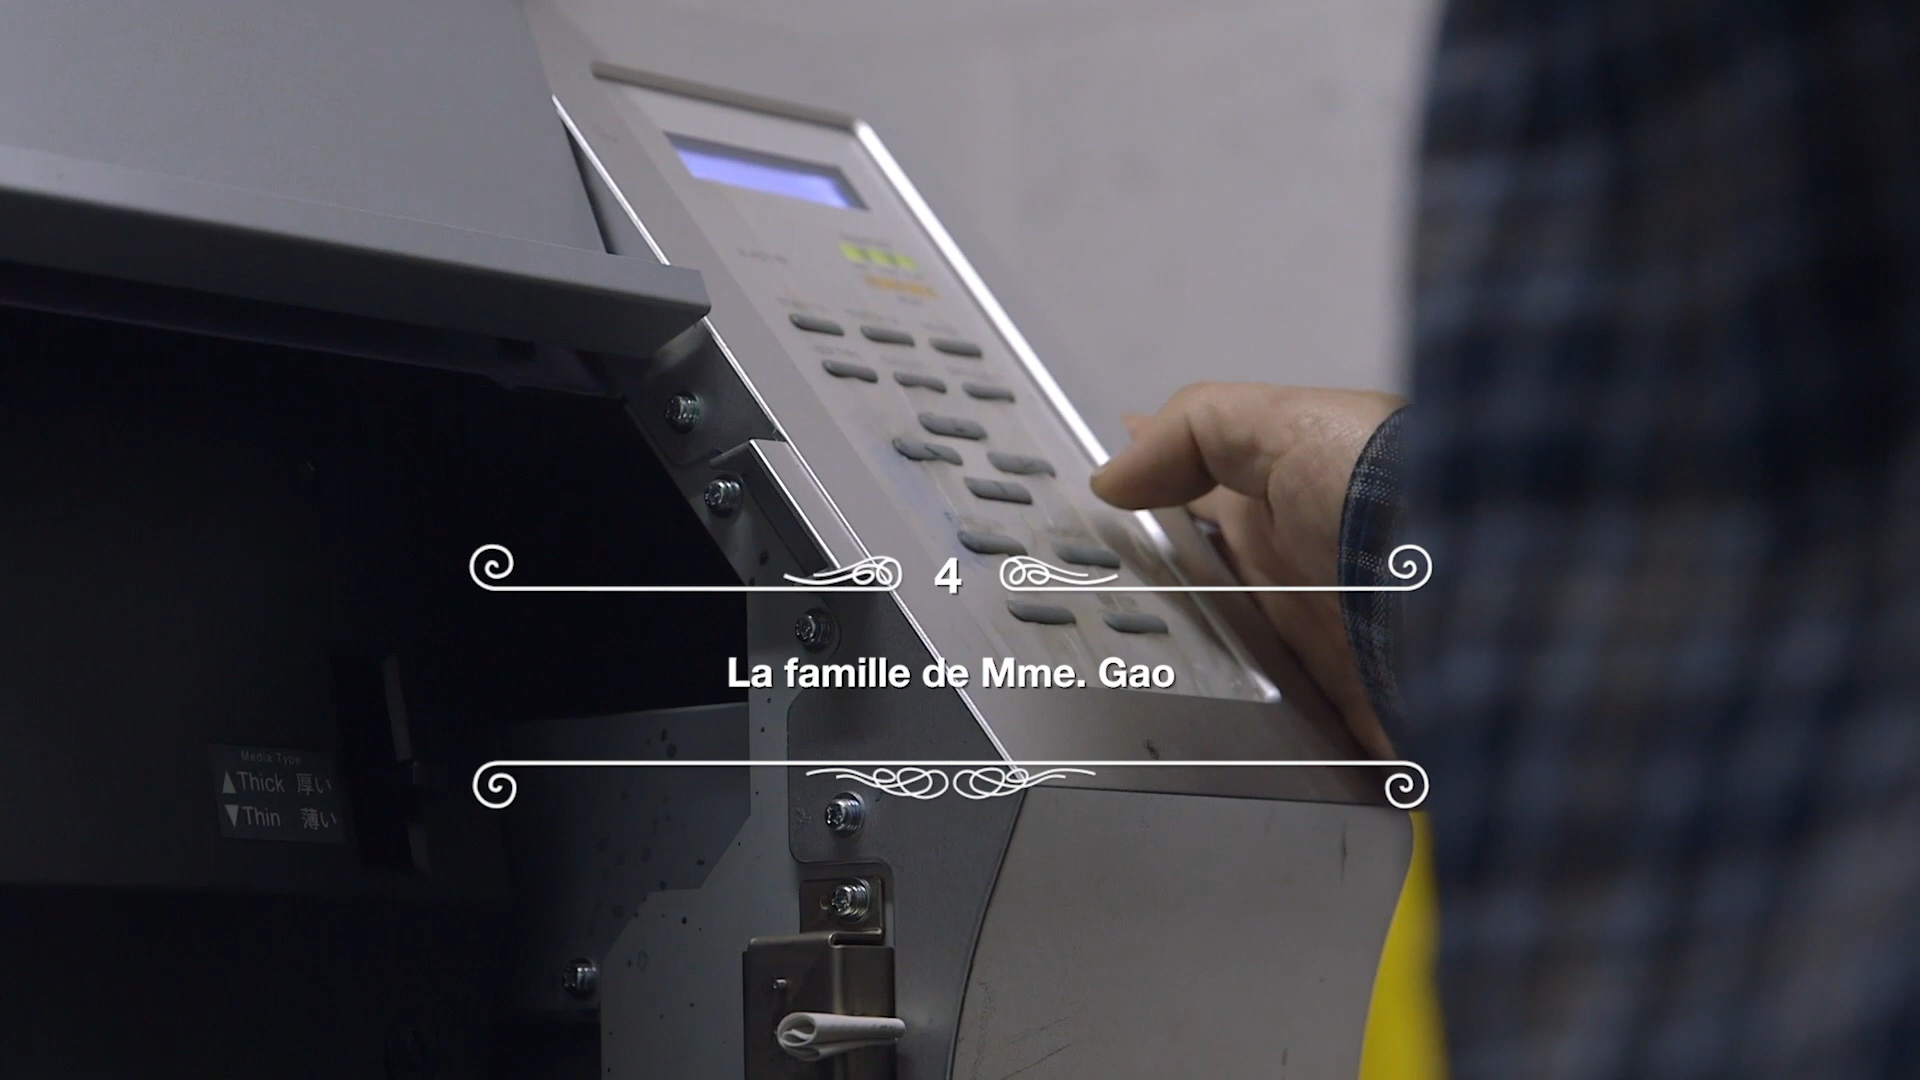 4
La famille de Mme. Gao
Media Type
▲Thick 厚い
▼Thin 薄い